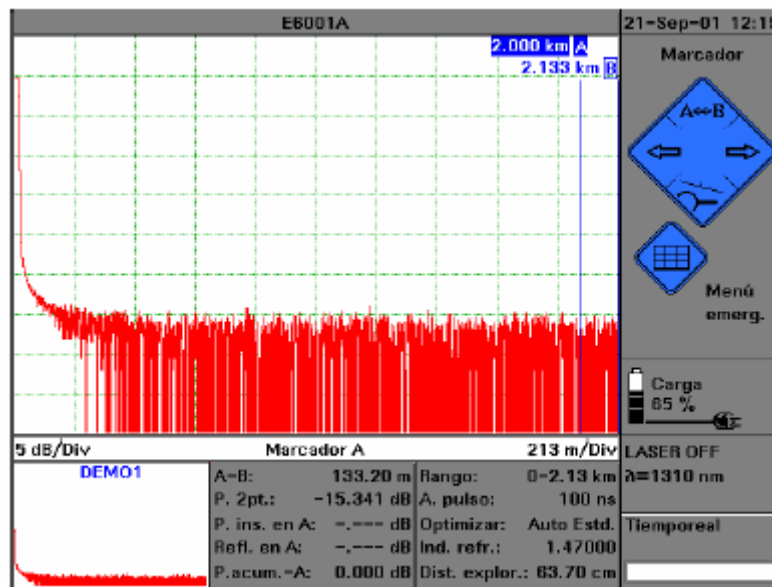 E6001A
21-Sep-01 12:15
2.000 km A
2.133 km B
Marcador
A⇔B
Menú
emerg.
Carga
65 %
5 dB/Div Marcador A 213 m/Div
LASER OFF
λ=1310 nm
DEMO1
A-B: 133.20 m
P. 2pt.: -15.341 dB
P. ins. en A: -.--- dB
Refl. en A: -.--- dB
P.acum.-A: 0.000 dB
Rango: 0-2.13 km
A. pulso: 100 ns
Optimizar: Auto Estd.
Ind. refr.: 1.47000
Dist. explor.: 63.70 cm
Tiemporeal